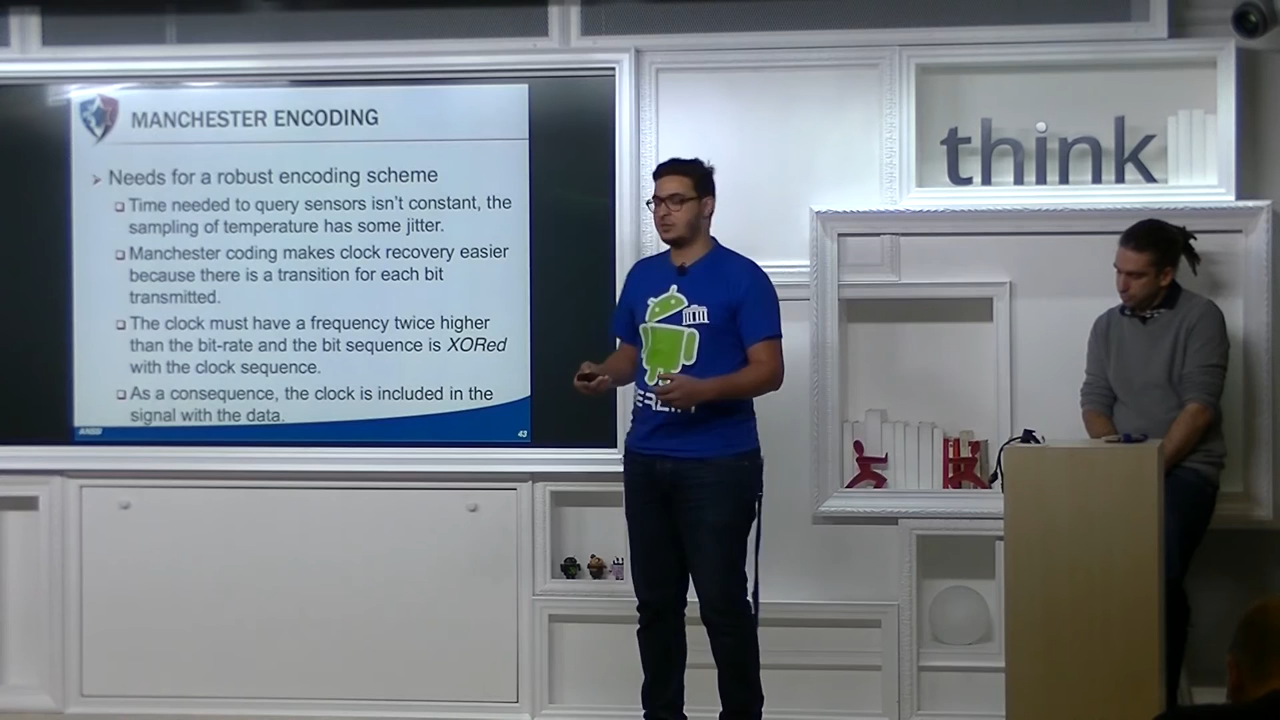 MANCHESTER ENCODING
Needs for a robust encoding scheme
Time needed to query sensors isn't constant, the
sampling of temperature has some jitter.
Manchester coding makes clock recovery easier
because there is a transition for each bit
transmitted.
The clock must have a frequency twice higher
than the bit-rate and the bit sequence is XORed
with the clock sequence.
As a consequence, the clock is included in the
signal with the data.
ANSSI
43
think